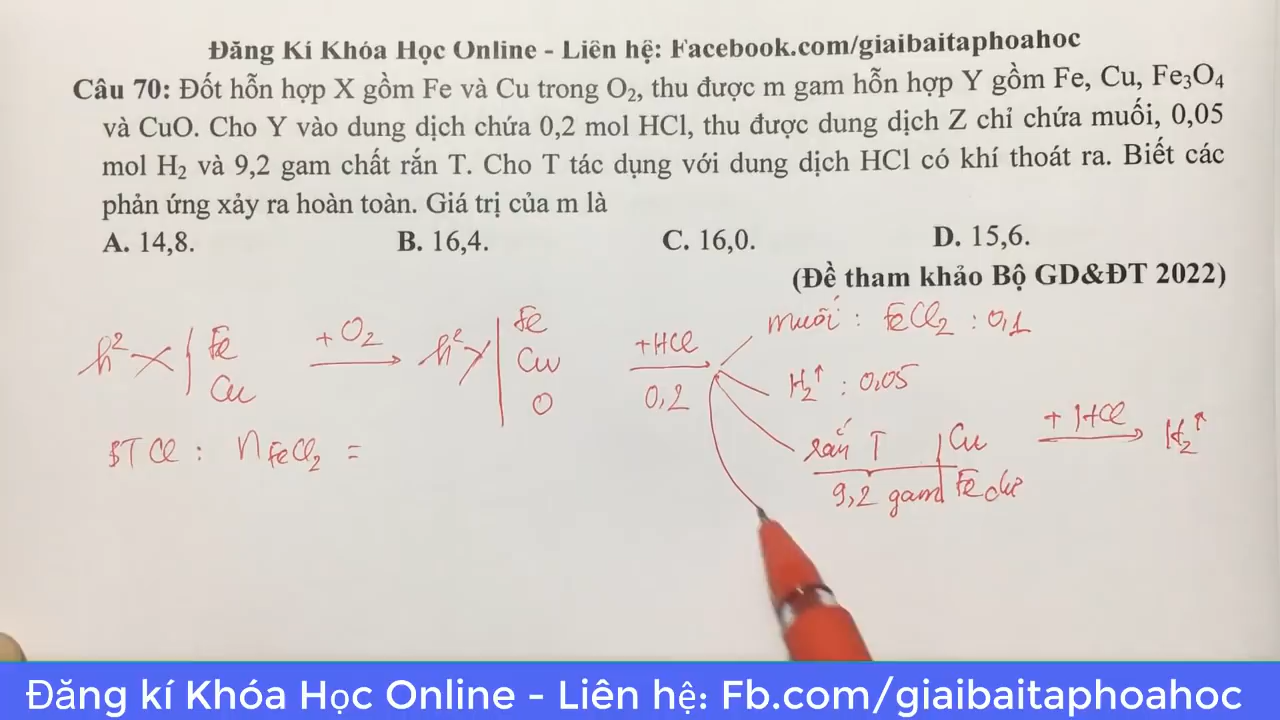 Đăng Kí Khóa Học Online - Liên hệ: Facebook.com/giaibaitaphoahoc
Câu 70: Đốt hỗn hợp X gồm Fe và Cu trong O₂, thu được m gam hỗn hợp Y gồm Fe, Cu, Fe₃O₄
và CuO. Cho Y vào dung dịch chứa 0,2 mol HCl, thu được dung dịch Z chỉ chứa muối, 0,05
mol H₂ và 9,2 gam chất rắn T. Cho T tác dụng với dung dịch HCl có khí thoát ra. Biết các
phản ứng xảy ra hoàn toàn. Giá trị của m là
A. 14,8. B. 16,4. C. 16,0. D. 15,6.
(Đề tham khảo Bộ GD&ĐT 2022)
muối : FeCl₂ : 0,1
h² X | Fe Cu + O₂ h² Y | Fe Cu O +HCl 0,2
H₂↑ : 0,05
rắn T | Cu Fe dư + HCl H₂↑
9,2 gam
BT Cl : n FeCl₂ =
Đăng kí Khóa Học Online - Liên hệ: Fb.com/giaibaitaphoahoc